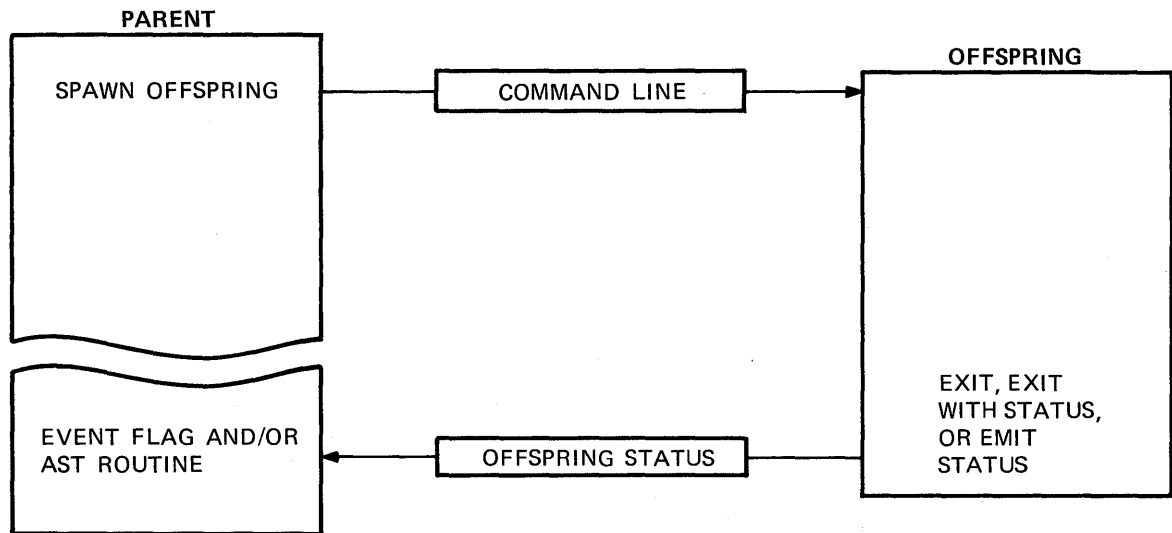 PARENT
SPAWN OFFSPRING
COMMAND LINE
OFFSPRING
EVENT FLAG AND/OR
AST ROUTINE
OFFSPRING STATUS
EXIT, EXIT
WITH STATUS,
OR EMIT
STATUS